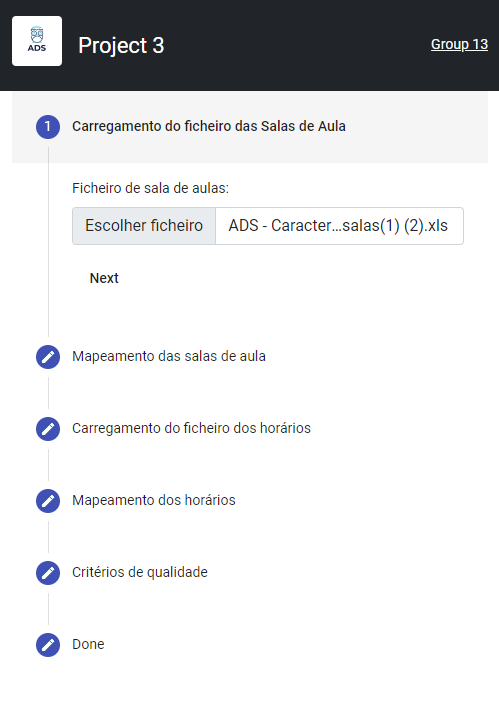 ADS
Project 3
Group 13
1
Carregamento do ficheiro das Salas de Aula
Ficheiro de sala de aulas:
Escolher ficheiro
ADS - Caracter...salas(1) (2).xls
Next
Mapeamento das salas de aula
Carregamento do ficheiro dos horários
Mapeamento dos horários
Critérios de qualidade
Done